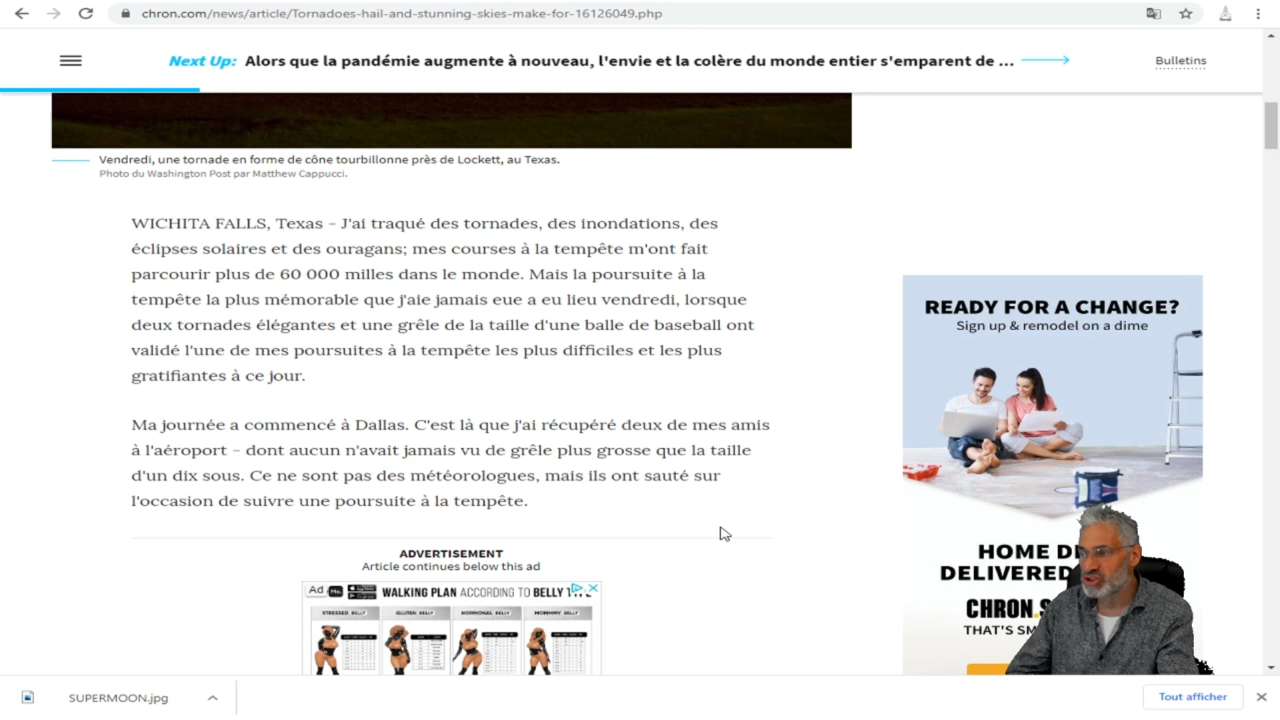 chron.com/news/article/Tornadoes-hail-and-stunning-skies-make-for-16126049.php
Next Up: Alors que la pandémie augmente à nouveau, l'envie et la colère du monde entier s'emparent de ...
Bulletins
Vendredi, une tornade en forme de cône tourbillonne près de Lockett, au Texas.
Photo du Washington Post par Matthew Cappucci.
WICHITA FALLS, Texas – J'ai traqué des tornades, des inondations, des
éclipses solaires et des ouragans; mes courses à la tempête m'ont fait
parcourir plus de 60 000 milles dans le monde. Mais la poursuite à la
tempête la plus mémorable que j'aie jamais eue a eu lieu vendredi, lorsque
deux tornades élégantes et une grêle de la taille d'une balle de baseball ont
validé l'une de mes poursuites à la tempête les plus difficiles et les plus
gratifiantes à ce jour.
Ma journée a commencé à Dallas. C'est là que j'ai récupéré deux de mes amis
à l'aéroport – dont aucun n'avait jamais vu de grêle plus grosse que la taille
d'un dix sous. Ce ne sont pas des météorologues, mais ils ont sauté sur
l'occasion de suivre une poursuite à la tempête.
ADVERTISEMENT
Article continues below this ad
Ad
WALKING PLAN ACCORDING TO BELLY
STRESSED BELLY GLUTEN BELLY HORMONAL BELLY MOMMY BELLY
READY FOR A CHANGE?
Sign up & remodel on a dime
HOME
DELIVERED
CHRON
THAT'S
SUPERMOON.jpg
Tout afficher